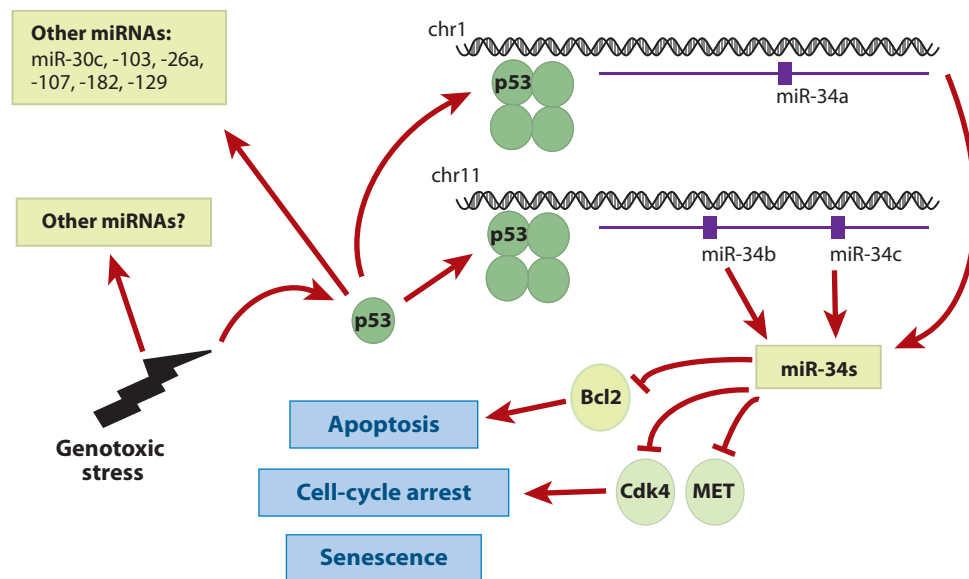 Other miRNAs:
miR-30c, -103, -26a,
-107, -182, -129
chr1
p53
miR-34a
Other miRNAs?
chr11
p53
miR-34b
miR-34c
p53
miR-34s
Bcl2
Apoptosis
Genotoxic
stress
Cell-cycle arrest
Cdk4
MET
Senescence